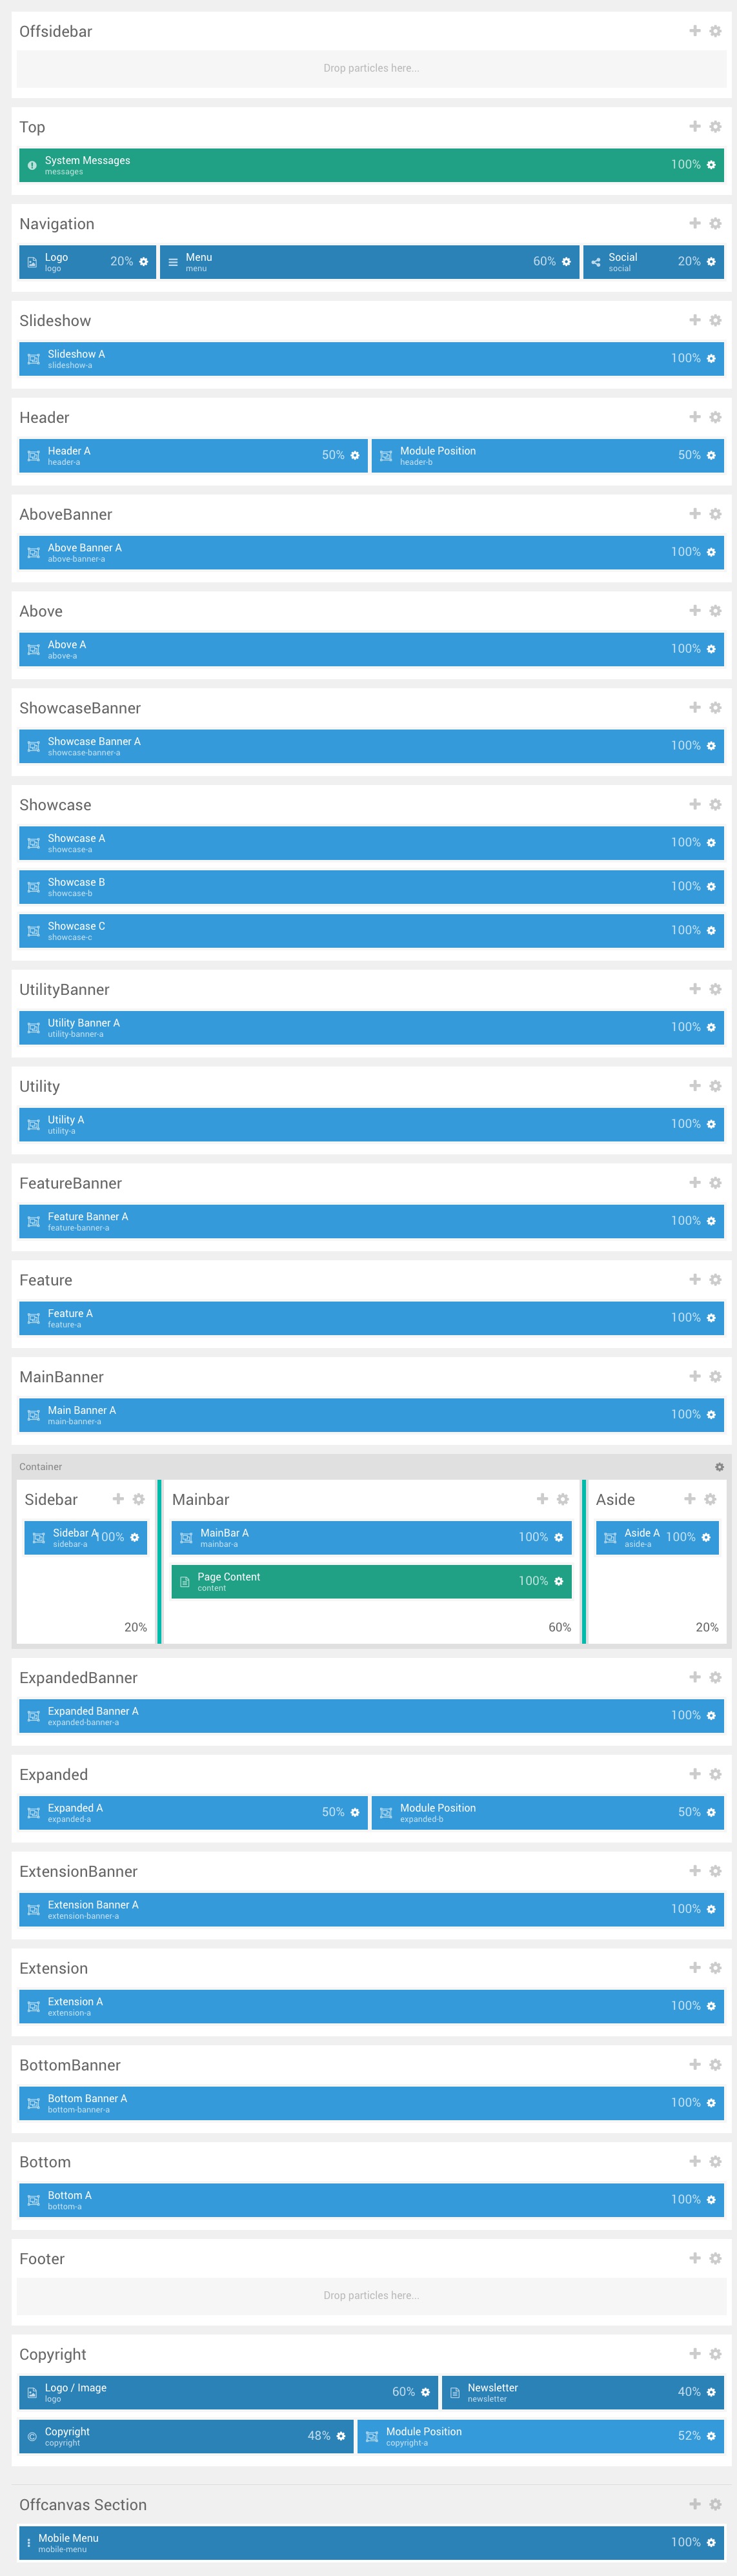 Offsidebar
Drop particles here...
Top
System Messages 100%
messages
Navigation
Logo 20% Menu 60% Social 20%
logo menu social
Slideshow
Slideshow A 100%
slideshow-a
Header
Header A 50% Module Position 50%
header-a header-b
AboveBanner
Above Banner A 100%
above-banner-a
Above
Above A 100%
above-a
ShowcaseBanner
Showcase Banner A 100%
showcase-banner-a
Showcase
Showcase A 100%
showcase-a
Showcase B 100%
showcase-b
Showcase C 100%
showcase-c
UtilityBanner
Utility Banner A 100%
utility-banner-a
Utility
Utility A 100%
utility-a
FeatureBanner
Feature Banner A 100%
feature-banner-a
Feature
Feature A 100%
feature-a
MainBanner
Main Banner A 100%
main-banner-a
Container
Sidebar
Sidebar A 100%
sidebar-a
20%
Mainbar
MainBar A 100%
mainbar-a
Page Content 100%
content
60%
Aside
Aside A 100%
aside-a
20%
ExpandedBanner
Expanded Banner A 100%
expanded-banner-a
Expanded
Expanded A 50% Module Position 50%
expanded-a expanded-b
ExtensionBanner
Extension Banner A 100%
extension-banner-a
Extension
Extension A 100%
extension-a
BottomBanner
Bottom Banner A 100%
bottom-banner-a
Bottom
Bottom A 100%
bottom-a
Footer
Drop particles here...
Copyright
Logo / Image 60% Newsletter 40%
logo newsletter
Copyright 48% Module Position 52%
copyright copyright-a
Offcanvas Section
Mobile Menu 100%
mobile-menu